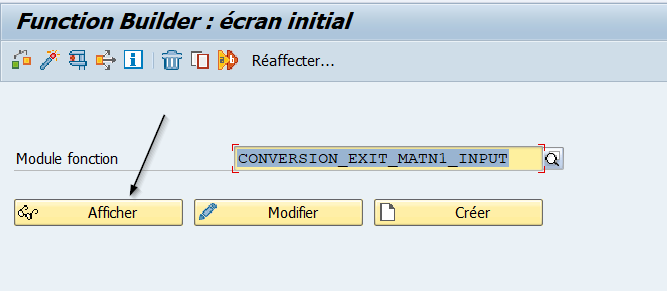 Function Builder : écran initial
Réaffecter...
Module fonction CONVERSION_EXIT_MATN1_INPUT
Afficher Modifier Créer